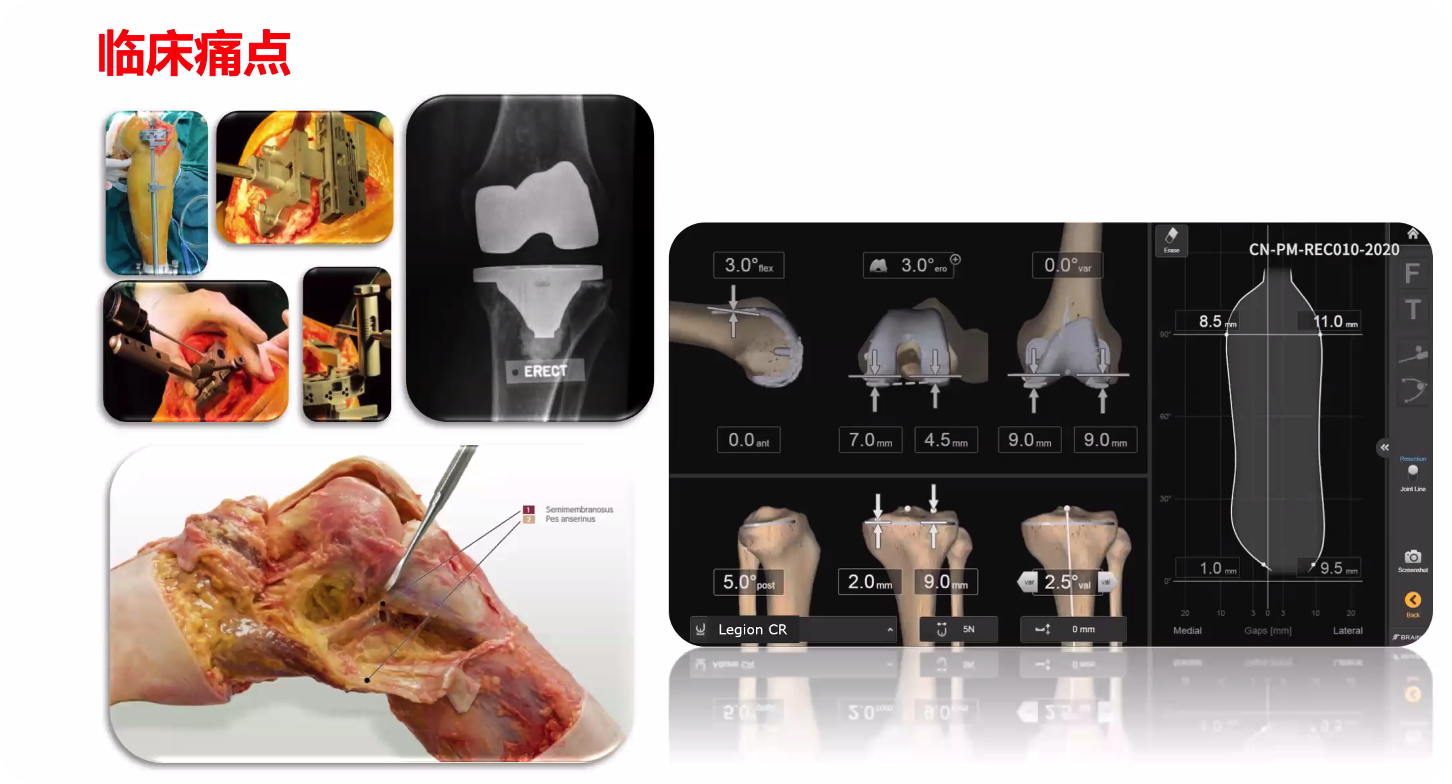 临床痛点
ERECT
1 Semimembranosus
2 Pes anserinus
CN-PM-REC010-2020
3.0° flex
3.0° ero
0.0° var
Erase
F
T
8.5 mm
11.0 mm
90°
60°
30°
0°
0.0 ant
7.0 mm
4.5 mm
9.0 mm
9.0 mm
Joint Line
Screenshot
Back
5.0° post
2.0 mm
9.0 mm
var 2.5° val val
1.0 mm
9.5 mm
20 10 3 0 3 10 20
Medial Gaps [mm] Lateral
Legion CR
5N
0 mm
BRAIN